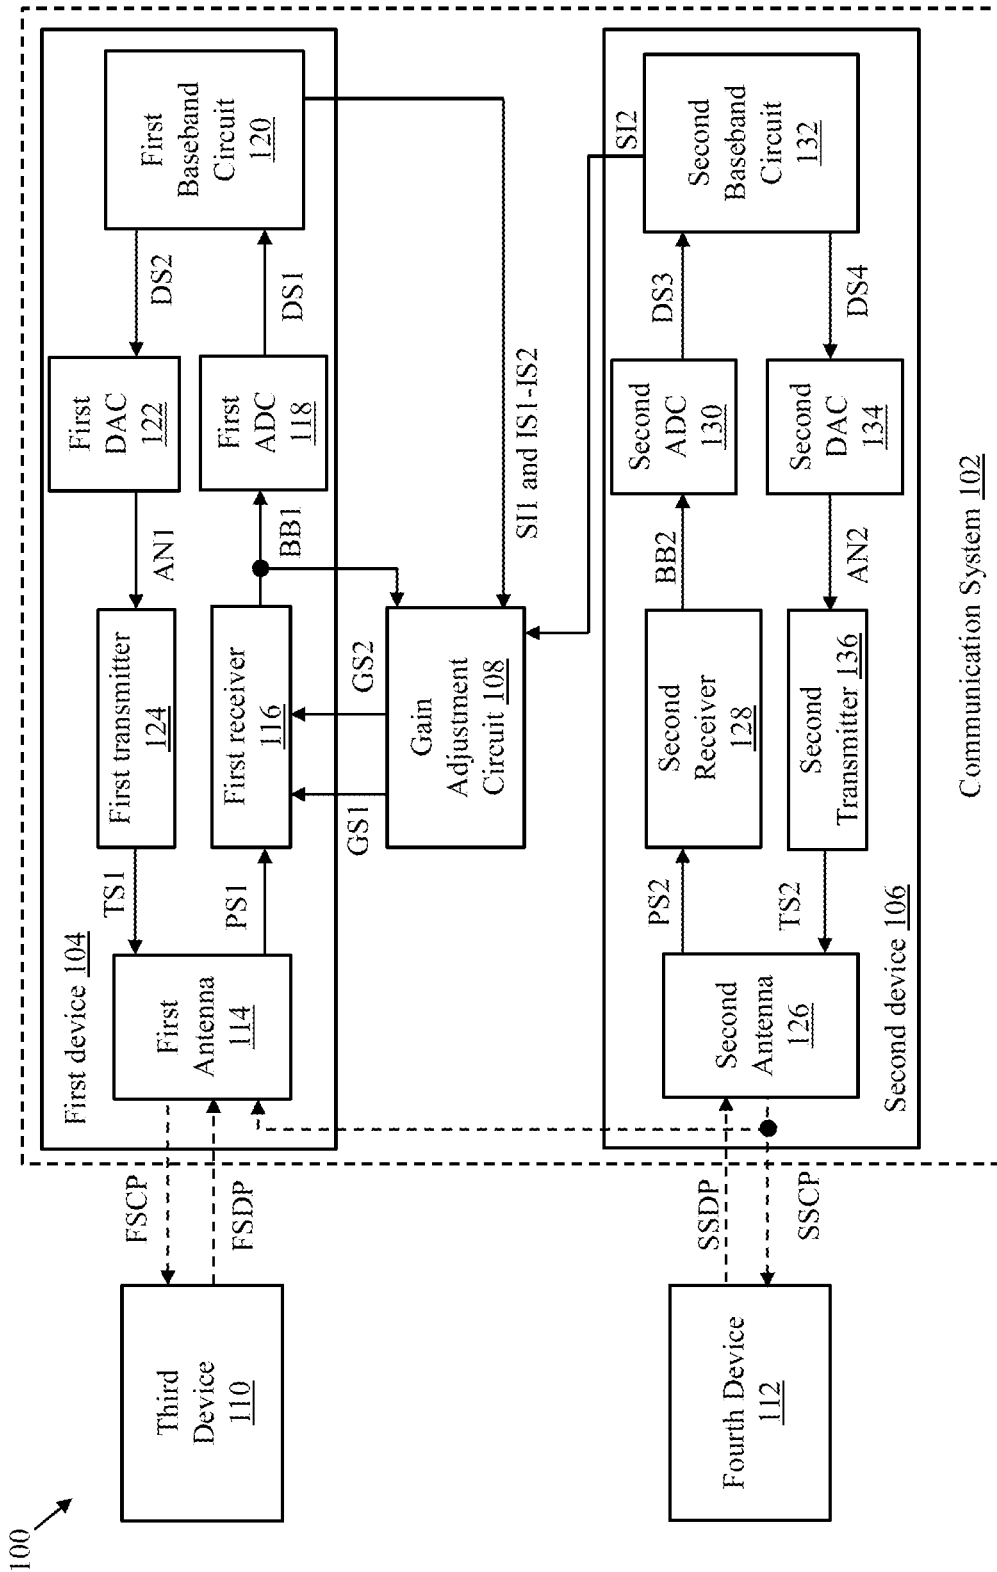 100
Third
Device
110
Fourth Device
112
FSCP
FSDP
SSDP
SSCP
First device 104
First
Antenna
114
TS1
PS1
First transmitter
124
First receiver
116
AN1
BB1
First
DAC
122
First
ADC
118
DS2
DS1
First
Baseband
Circuit
120
GS1
GS2
Gain
Adjustment
Circuit 108
SI1 and IS1-IS2
SI2
Second
Antenna
126
PS2
TS2
Second
Receiver
128
Second
Transmitter 136
BB2
AN2
Second
ADC
130
Second
DAC
134
DS3
DS4
Second
Baseband
Circuit
132
Second device 106
Communication System 102